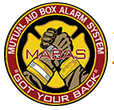 MUTUAL AID BOX ALARM SYSTEM
MABAS
"GOT YOUR BACK"